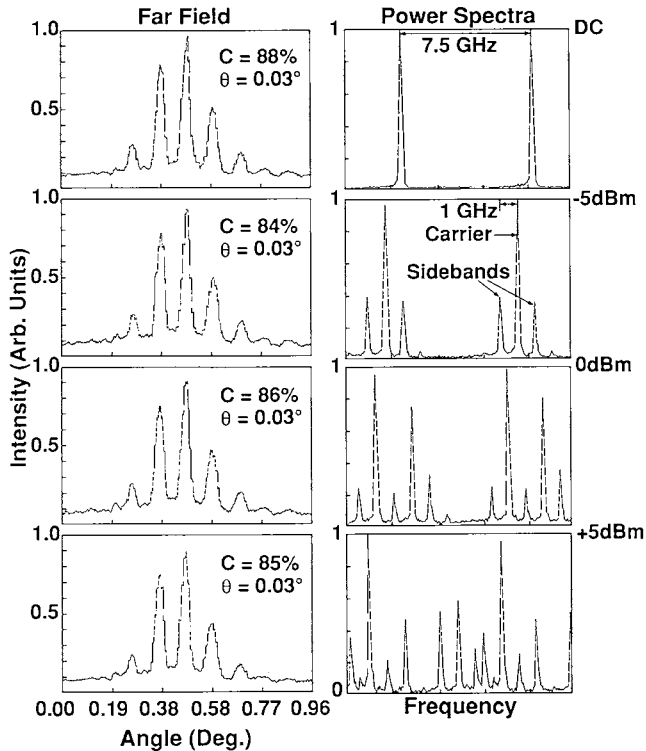 Far Field
Power Spectra
DC
1.0
C = 88%
θ = 0.03°
0.5
1
7.5 GHz
-5dBm
1.0
C = 84%
θ = 0.03°
0.5
1
1 GHz
Carrier
Sidebands
0dBm
1.0
C = 86%
θ = 0.03°
0.5
1
+5dBm
1.0
C = 85%
θ = 0.03°
0.5
1
0
0.00 0.19 0.38 0.58 0.77 0.96
Angle (Deg.)
Frequency
Intensity (Arb. Units)